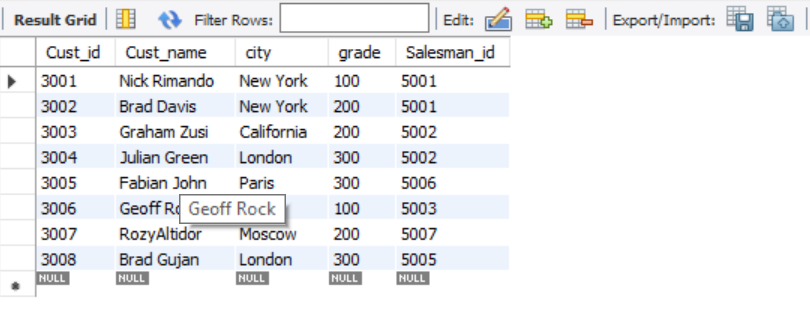 Result Grid Filter Rows: Edit: Export/Import:
Cust_id Cust_name city grade Salesman_id
3001 Nick Rimando New York 100 5001
3002 Brad Davis New York 200 5001
3003 Graham Zusi California 200 5002
3004 Julian Green London 300 5002
3005 Fabian John Paris 300 5006
3006 Geoff Ro Geoff Rock 100 5003
3007 RozyAltidor Moscow 200 5007
3008 Brad Gujan London 300 5005
NULL NULL NULL NULL NULL